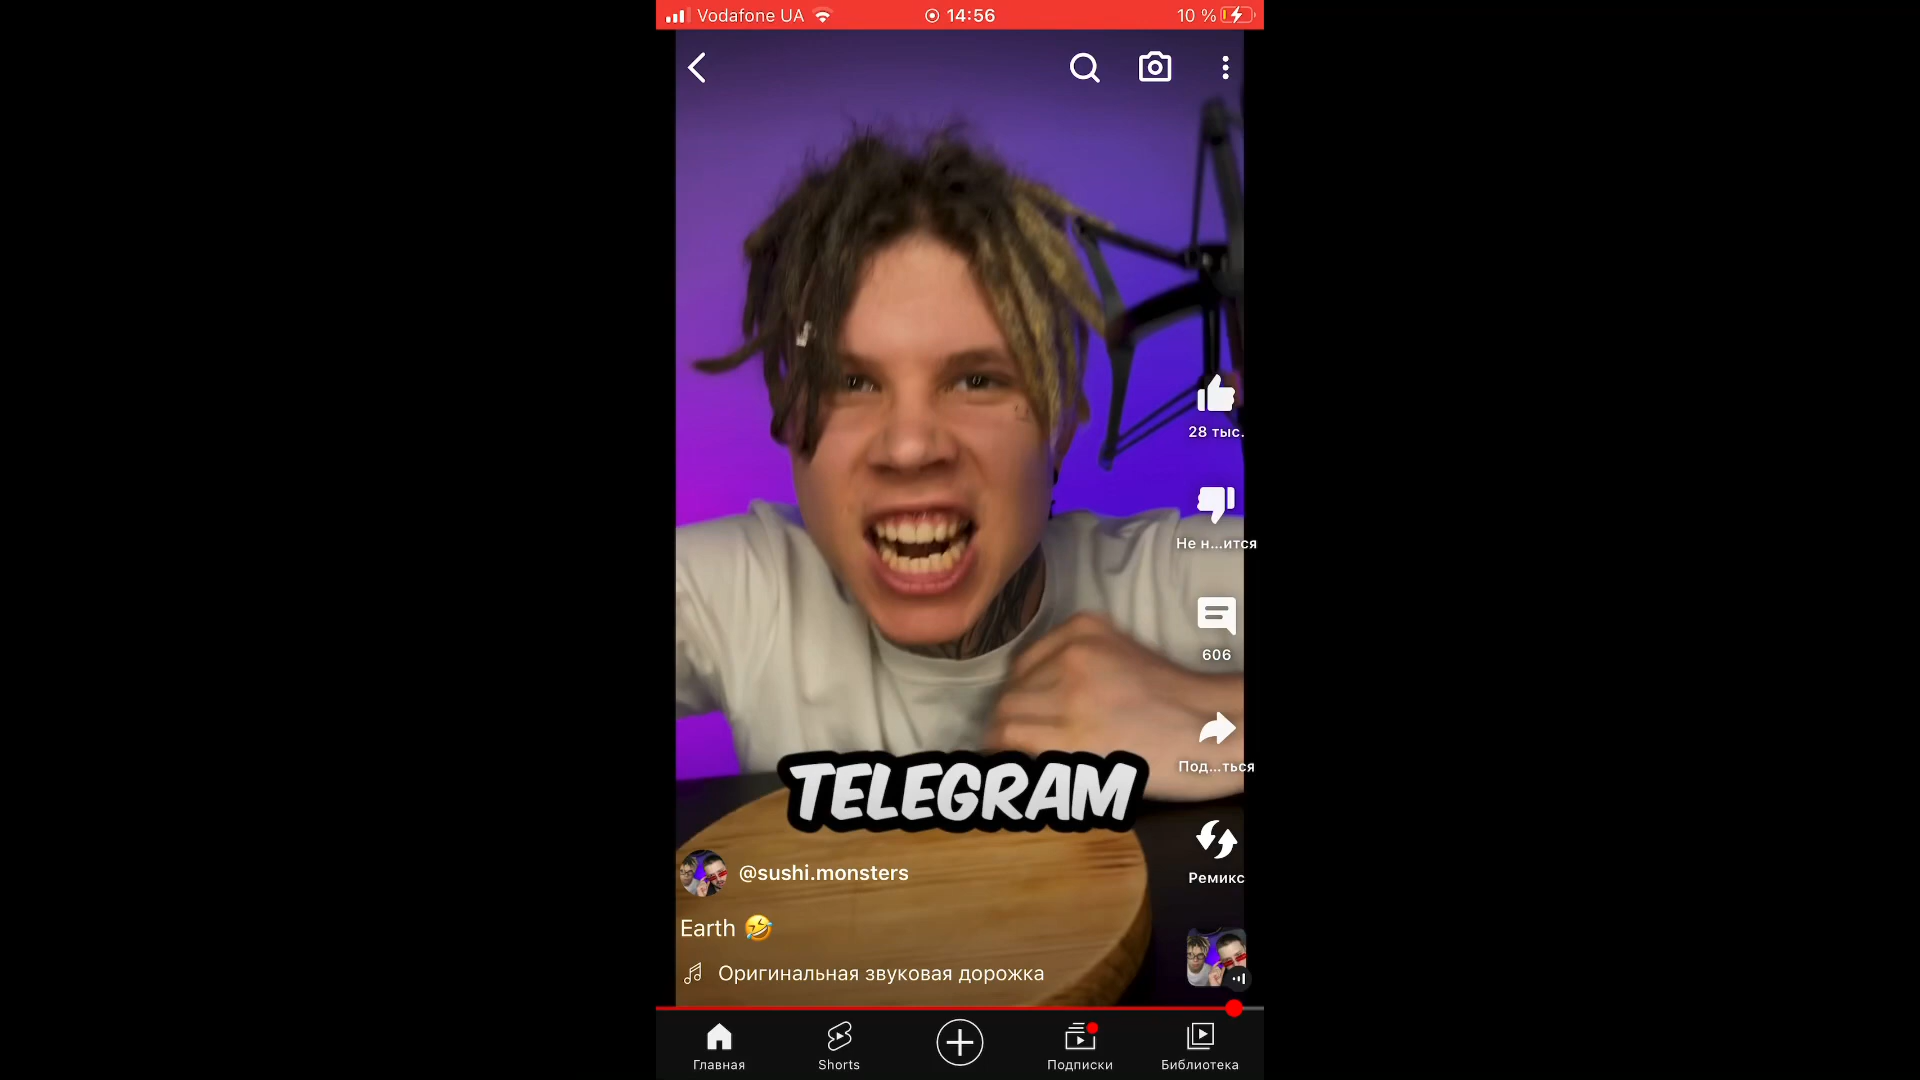 Vodafone UA
14:56
10 %
28 тыс.
Не н...ится
606
Под...ться
TELEGRAM
Ремикс
@sushi.monsters
Earth 🤣
Оригинальная звуковая дорожка
Главная
Shorts
Подписки
Библиотека